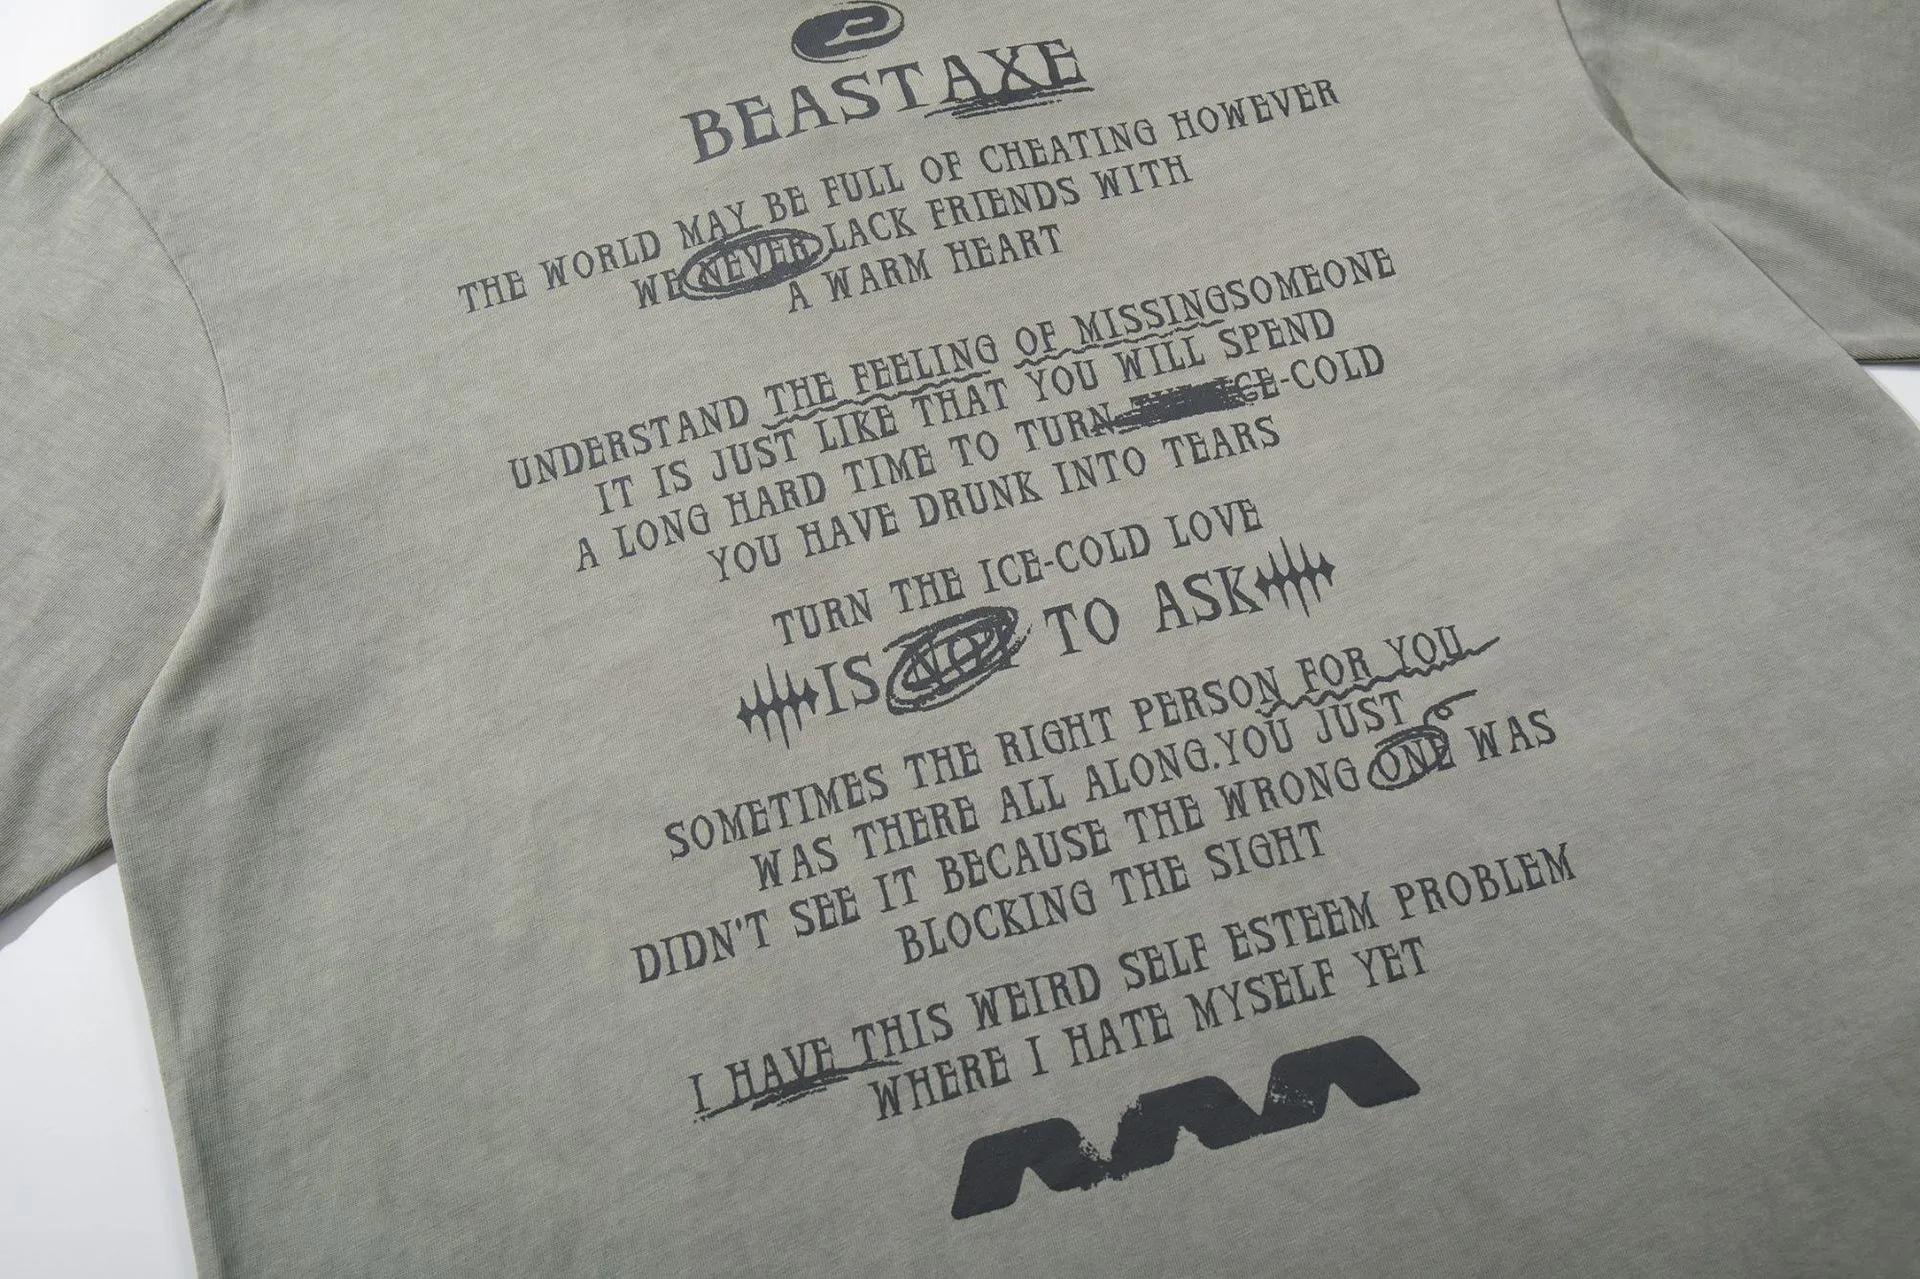 BEASTAXE
THE WORLD MAY BE FULL OF CHEATING HOWEVER
WE NEVER LACK FRIENDS WITH
A WARM HEART
UNDERSTAND THE FEELING OF MISSINGSOMEONE
IT IS JUST LIKE THAT YOU WILL SPEND
A LONG HARD TIME TO TURN ICE-COLD
YOU HAVE DRUNK INTO TEARS
TURN THE ICE-COLD LOVE
IS NOT TO ASK
SOMETIMES THE RIGHT PERSON FOR YOU
WAS THERE ALL ALONG.YOU JUST
DIDN'T SEE IT BECAUSE THE WRONG ONE WAS
BLOCKING THE SIGHT
I HAVE THIS WEIRD SELF ESTEEM PROBLEM
WHERE I HATE MYSELF YET